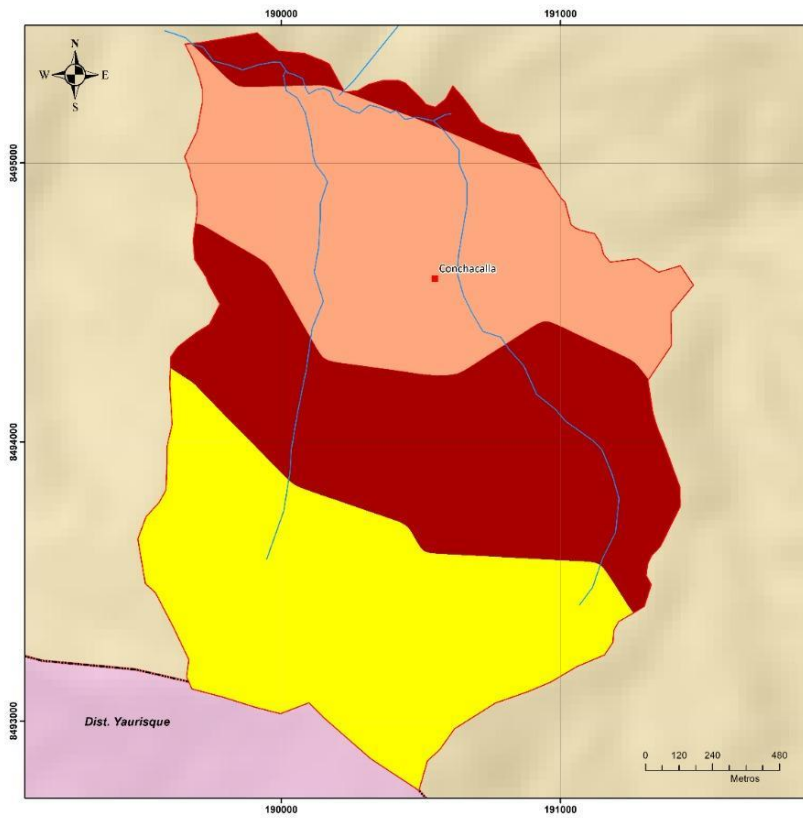 190000 191000
N
W E
S
8495000
Conchacalla
8494000
8493000
Dist. Yaurisque
0 120 240 480
Metros
190000 191000